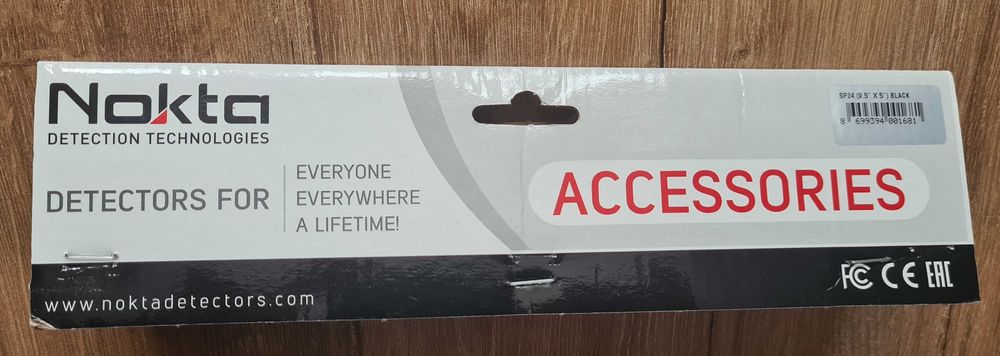 Nokta
DETECTION TECHNOLOGIES
DETECTORS FOR
EVERYONE
EVERYWHERE
A LIFETIME!
SP24 (9.5" X 5") BLACK
8 699394 001681
ACCESSORIES
FC CE EAC
www.noktadetectors.com